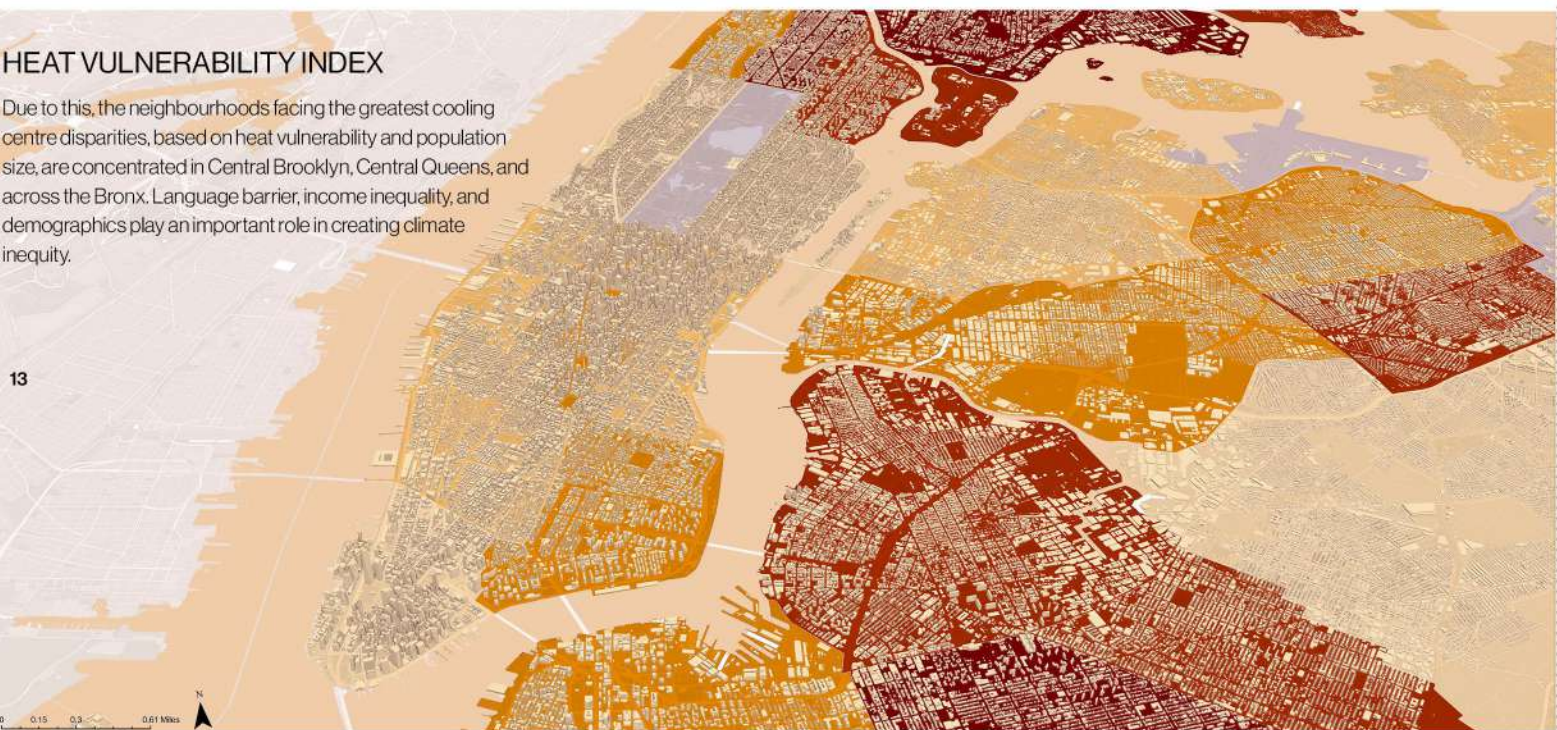 HEAT VULNERABILITY INDEX
Due to this, the neighbourhoods facing the greatest cooling
centre disparities, based on heat vulnerability and population
size, are concentrated in Central Brooklyn, Central Queens, and
across the Bronx. Language barrier, income inequality, and
demographics play an important role in creating climate
inequity.
13
N
0 0.15 0.3 0.61 Miles